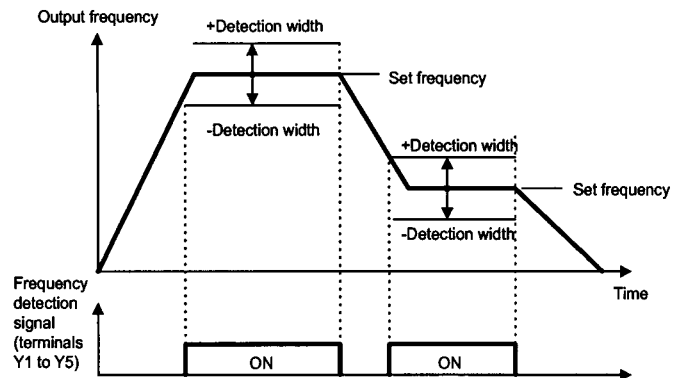 Output frequency
+Detection width
Set frequency
-Detection width
+Detection width
Set frequency
-Detection width
Time
Frequency
detection
signal
(terminals
Y1 to Y5)
ON
ON